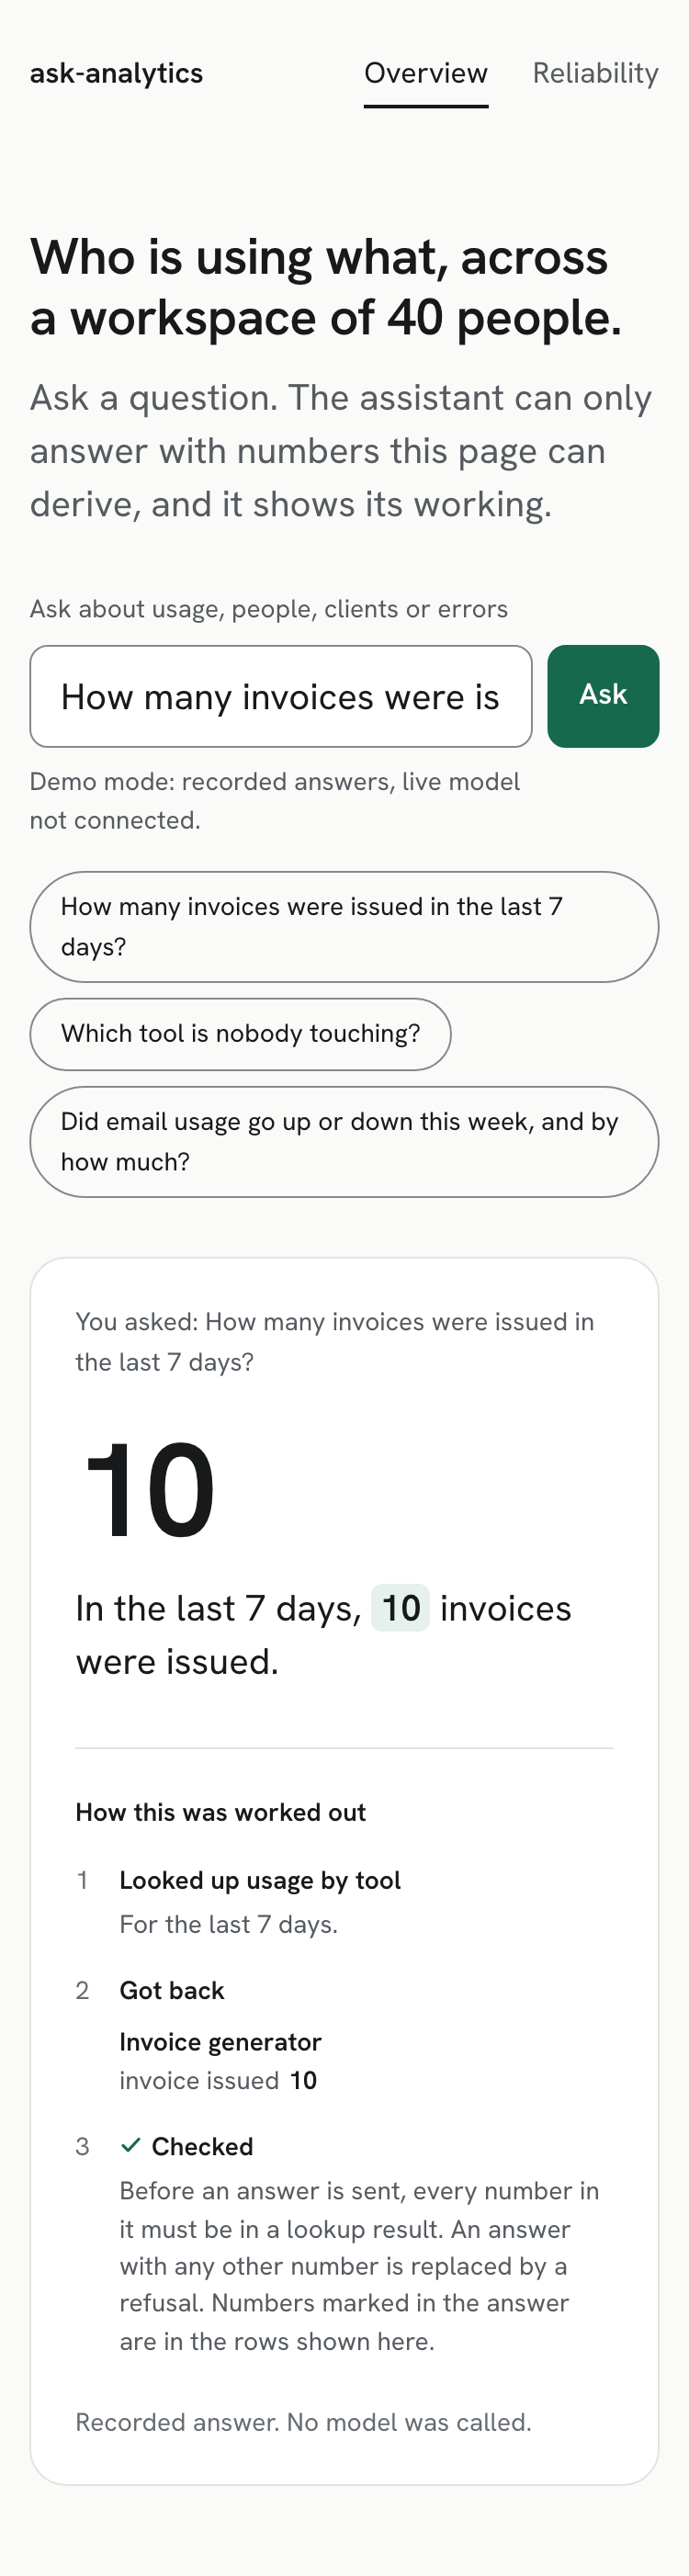 ask-analytics
Overview
Reliability
Who is using what, across
a workspace of 40 people.
Ask a question. The assistant can only
answer with numbers this page can
derive, and it shows its working.
Ask about usage, people, clients or errors
How many invoices were is
Ask
Demo mode: recorded answers, live model
not connected.
How many invoices were issued in the last 7
days?
Which tool is nobody touching?
Did email usage go up or down this week, and by
how much?
You asked: How many invoices were issued in
the last 7 days?
10
In the last 7 days, 10 invoices
were issued.
How this was worked out
1 Looked up usage by tool
For the last 7 days.
2 Got back
Invoice generator
invoice issued 10
3 ✓ Checked
Before an answer is sent, every number in
it must be in a lookup result. An answer
with any other number is replaced by a
refusal. Numbers marked in the answer
are in the rows shown here.
Recorded answer. No model was called.